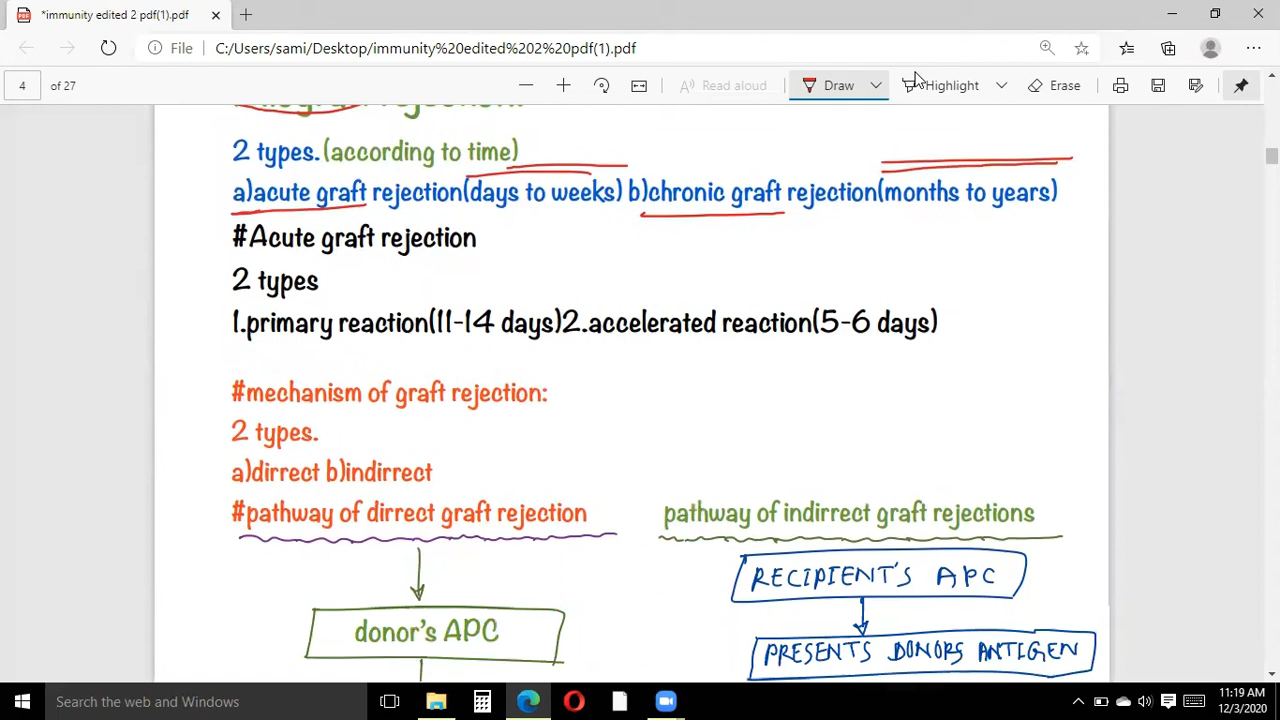 *immunity edited 2 pdf(1).pdf
File C:/Users/sami/Desktop/immunity%20edited%202%20pdf(1).pdf
4 of 27 Read aloud Draw Highlight Erase
rejection:
2 types.(according to time)
a)acute graft rejection(days to weeks) b)chronic graft rejection(months to years)
#Acute graft rejection
2 types
1.primary reaction(11-14 days)2.accelerated reaction(5-6 days)
#mechanism of graft rejection:
2 types.
a)dirrect b)indirrect
#pathway of dirrect graft rejection
pathway of indirrect graft rejections
RECIPIENT'S APC
donor's APC
PRESENTS DONORS ANTIGEN
Search the web and Windows
11:19 AM
12/3/2020